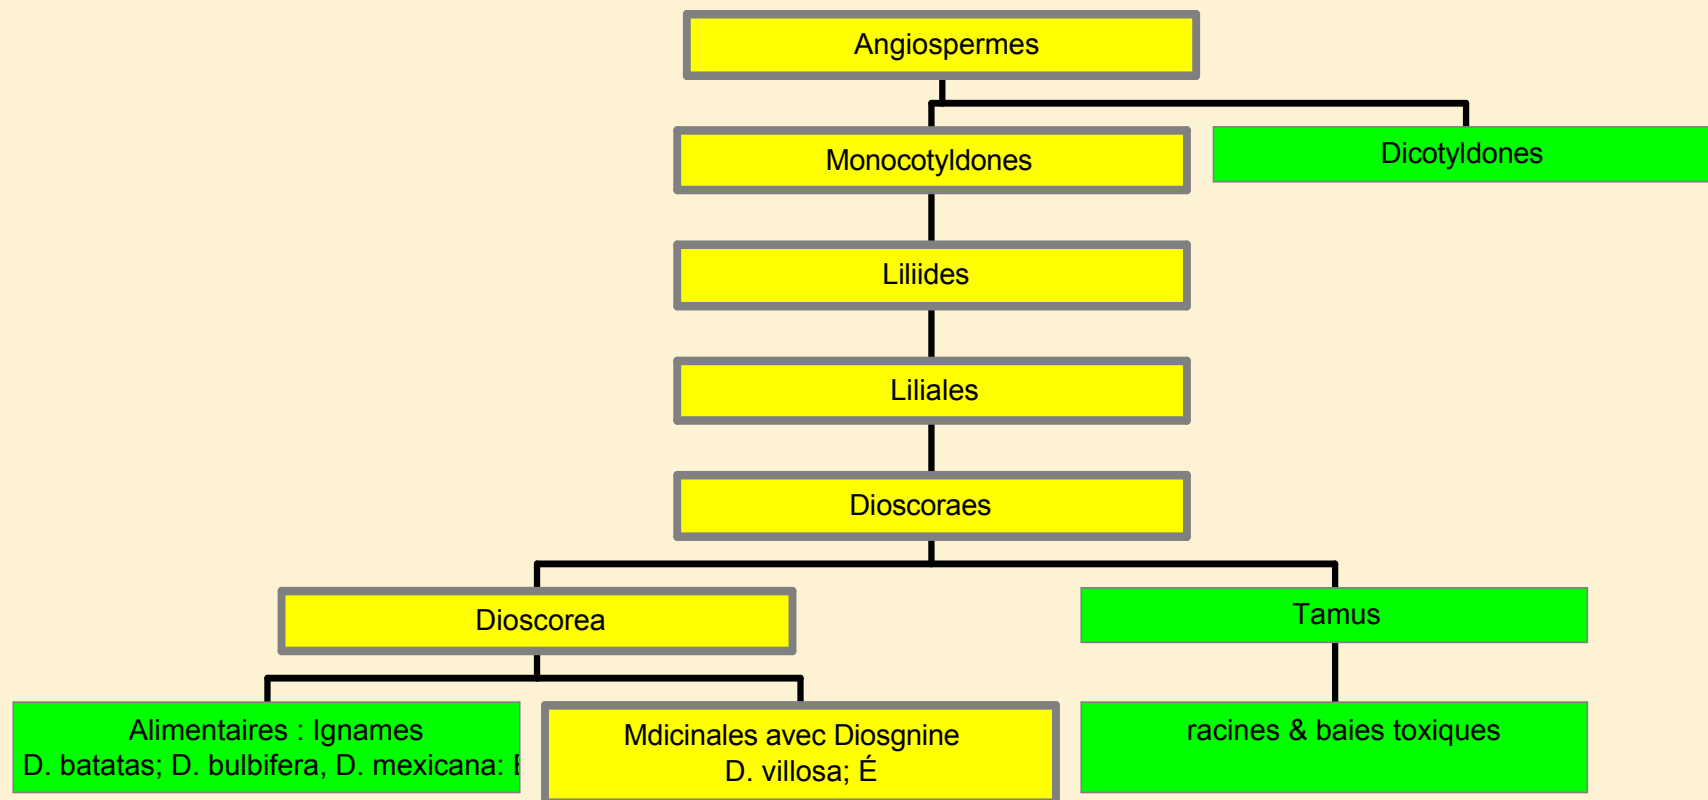 Angiospermes
Monocotyldones
Dicotyldones
Liliides
Liliales
Dioscoraes
Dioscorea
Tamus
Alimentaires : Ignames
D. batatas; D. bulbifera, D. mexicana:
Mdicinales avec Diosgnine
D. villosa; É
racines & baies toxiques